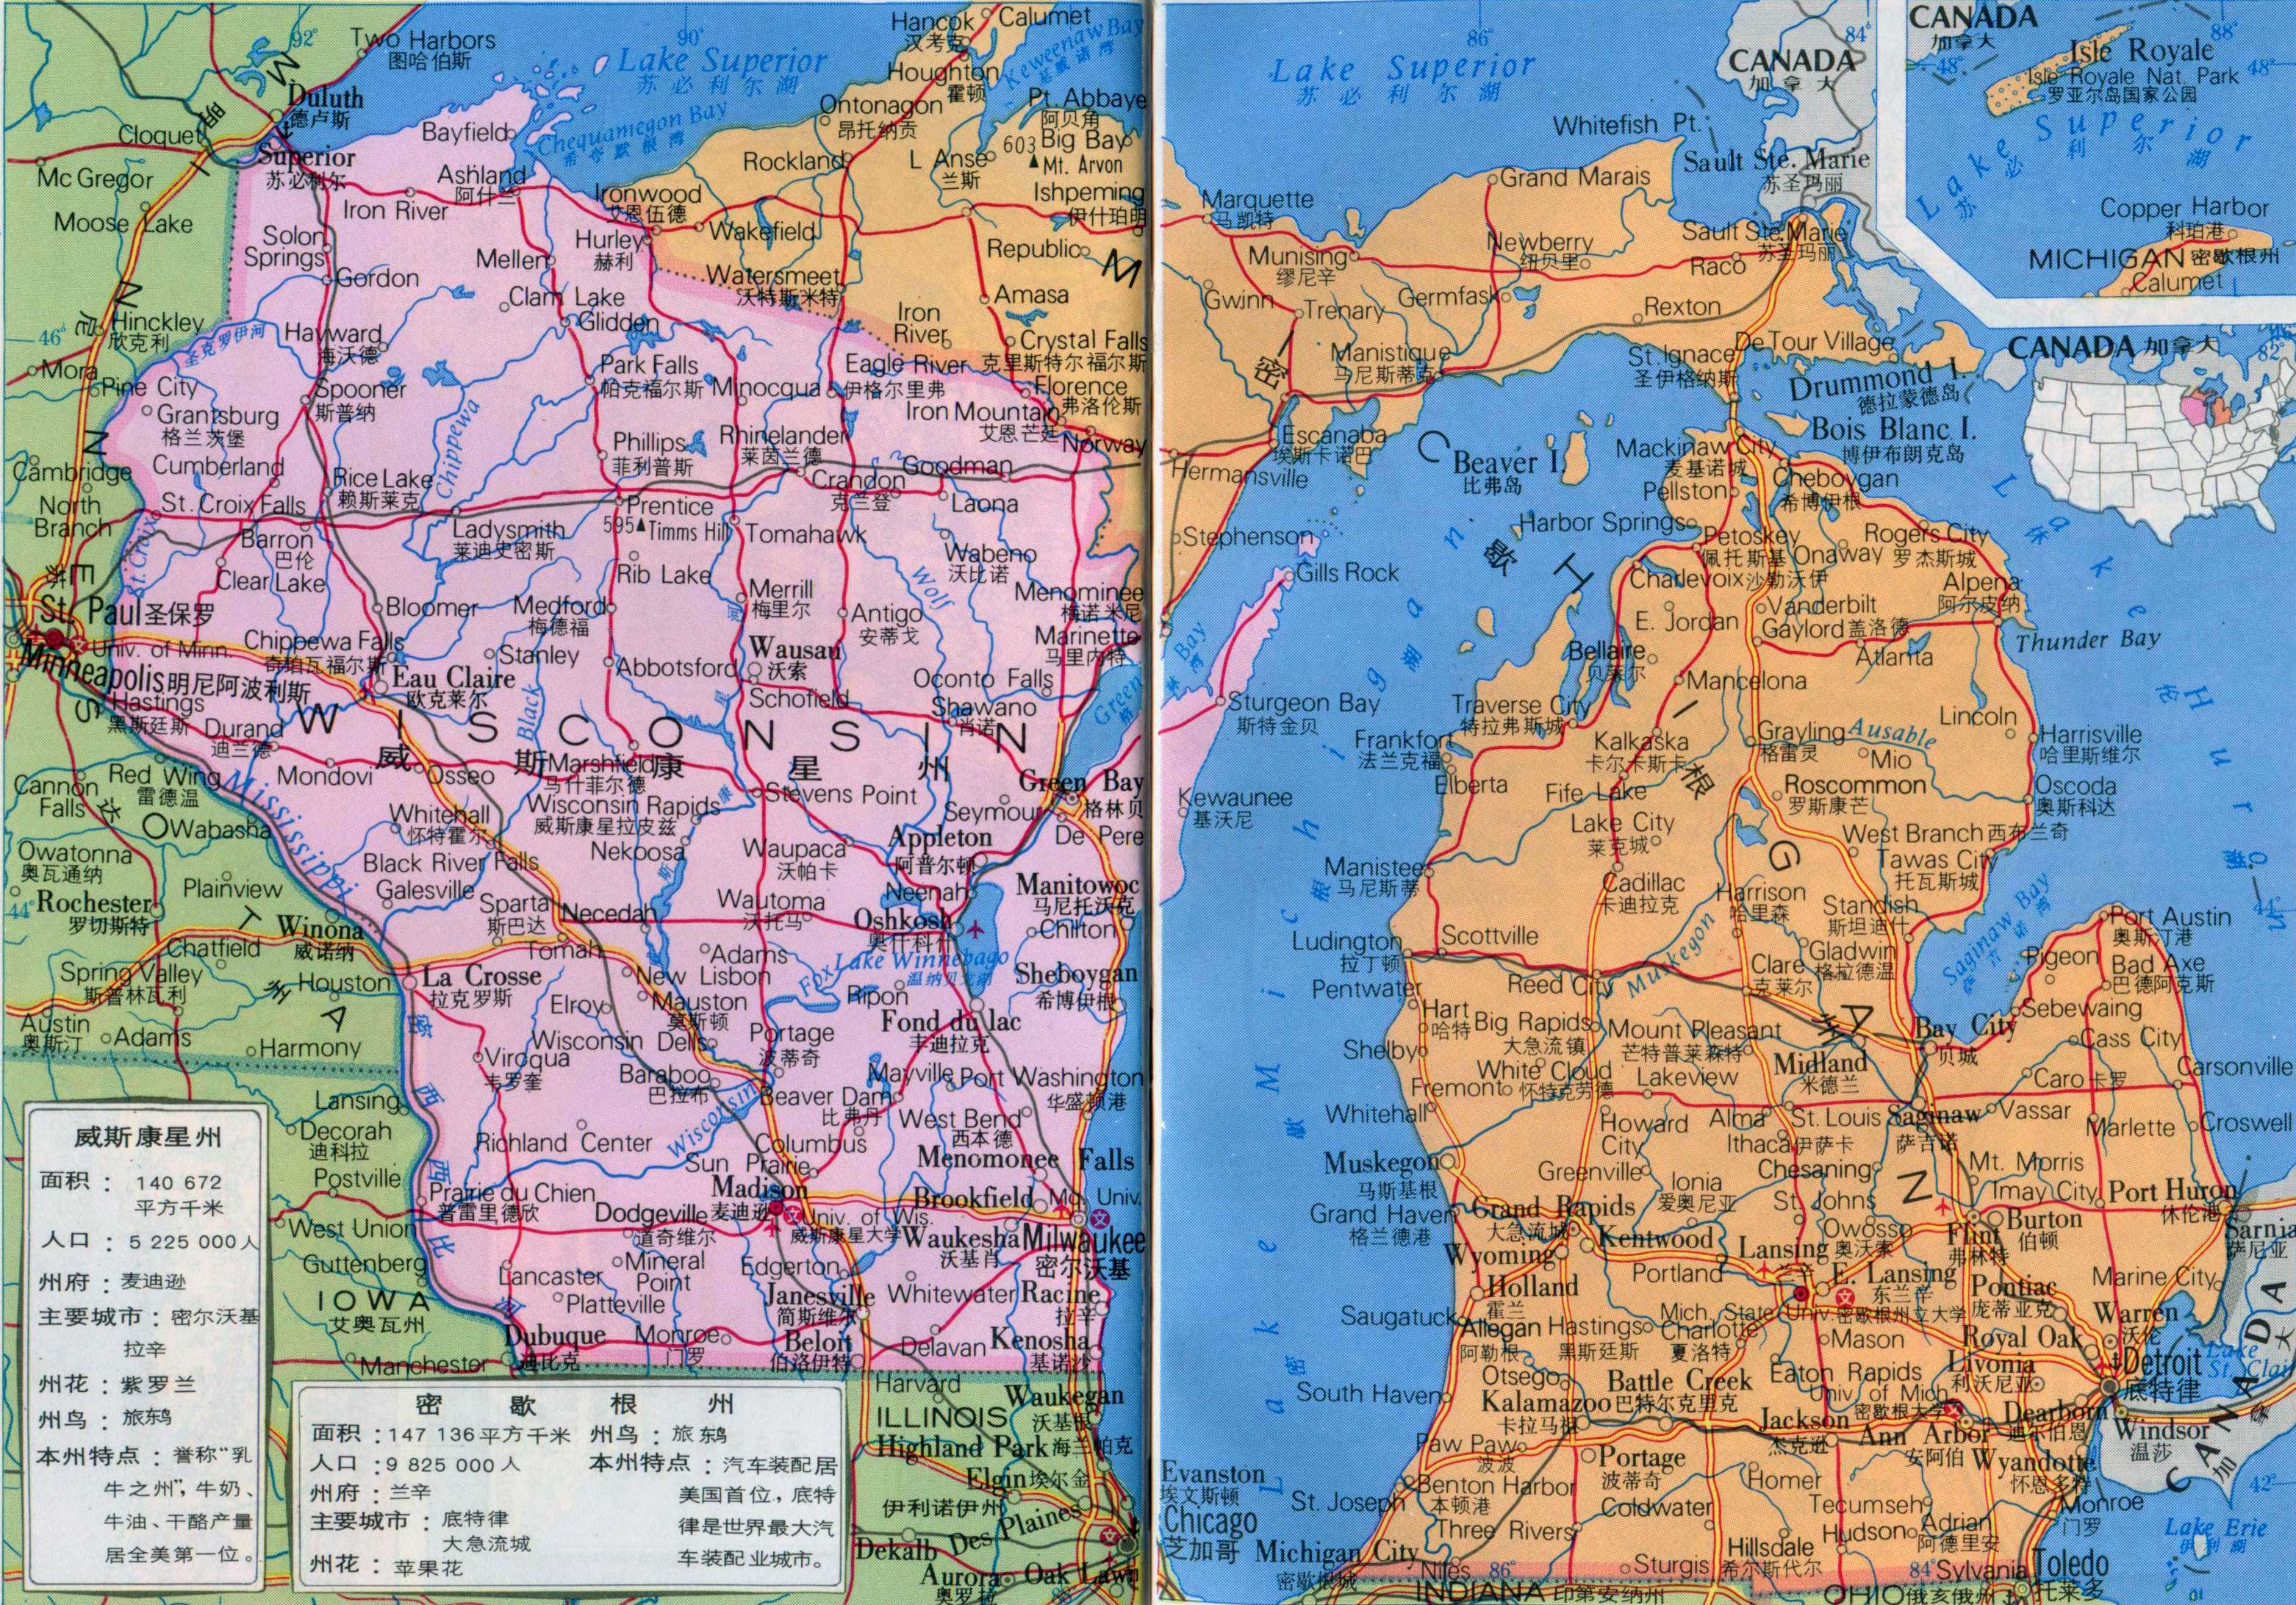 Two Harbors
图哈伯斯
92°
90°
Lake Superior
苏必利尔湖
Hancok
汉考克
Calumet
Keweenaw Bay
Houghton
霍顿
Duluth
德卢斯
Cloquet
Bayfield
Chequamegon Bay
Ontonagon
昂托纳贡
Pt. Abbaye
阿贝角
603
Big Bay
Mt. Arvon
Superior
苏必利尔
Mc Gregor
Ashland
阿什兰
Rockland
L Anse
兰斯
Moose Lake
Iron River
Ironwood
艾恩伍德
Ishpeming
伊什珀明
Wakefield
Solon
Springs
Mellen
Hurley
赫利
Republic
Gordon
Watersmeet
沃特斯米特
Clam Lake
Glidden
Amasa
46°
Hinckley
欣克利
圣克罗伊河
Hayward
海沃德
Iron
River
Crystal Falls
克里斯特尔福尔斯
Mora
Pine City
Spooner
斯普纳
Park Falls
帕克福尔斯
Minocqua
Eagle River
伊格尔里弗
Florence
弗洛伦斯
Grantsburg
格兰茨堡
Iron Mountain
艾恩芒廷
Norway
Chippewa
Phillips
菲利普斯
Rhinelander
莱茵兰德
Cambridge
Cumberland
Rice Lake
赖斯莱克
Goodman
Crandon
克兰登
North
Branch
St. Croix Falls
St. Croix
Prentice
595
Timms Hill
Laona
Ladysmith
莱迪史密斯
Tomahawk
Barron
巴伦
Clear Lake
Rib Lake
Wabeno
沃比诺
Wolf
St. Paul 圣保罗
Bloomer
Medford
梅德福
Merrill
梅里尔
Antigo
安蒂戈
Menominee
梅诺米尼
Marinette
马里内特
Univ. of Minn.
Minneapolis 明尼阿波利斯
Chippewa Falls
奇珀瓦福尔斯
Stanley
Abbotsford
Wausau
沃索
Eau Claire
欧克莱尔
Schofield
Oconto Falls
Hastings
黑斯廷斯
Durand
迪兰德
Black
Shawano
肖诺
WISCONSIN
威斯康星州
Red Wing
雷德温
Mondovi
Osseo
Marshfield
马什菲尔德
Green Bay
格林贝
Cannon
Falls
Mississippi
Whitehall
怀特霍尔
Wisconsin Rapids
威斯康星拉皮兹
Stevens Point
Seymour
De Pere
Wabasha
Nekoosa
Waupaca
沃帕卡
Appleton
阿普尔顿
Owatonna
奥瓦通纳
Black River Falls
Neenah
Plainview
Galesville
Manitowoc
马尼托沃克
44°
Rochester
罗切斯特
Winona
威诺纳
Sparta
斯巴达
Necedah
Wautoma
沃托马
Oshkosh
奥什科什
Chilton
Chatfield
Tomah
Adams
Lake Winnebago
温纳贝戈湖
Fox
Spring Valley
斯普林瓦利
Houston
La Crosse
拉克罗斯
New Lisbon
Sheboygan
希博伊根
Elroy
Mauston
莫斯顿
Ripon
Austin
奥斯汀
Adams
Harmony
Viroqua
韦罗奎
Wisconsin Dells
Portage
波蒂奇
Fond du lac
丰迪拉克
Baraboo
巴拉布
Mayville
Port Washington
华盛顿港
Lansing
Beaver Dam
比弗丹
West Bend
西本德
Decorah
迪科拉
Richland Center
Wisconsin
Columbus
Menomonee Falls
Sun Prairie
Postville
Prairie du Chien
普雷里德欣
Madison
麦迪逊
Brookfield
Mq. Univ.
Dodgeville
道奇维尔
Univ. of Wis.
威斯康星大学
West Union
Waukesha
沃基肖
Milwaukee
密尔沃基
Guttenberg
Mineral
Point
Edgerton
Lancaster
Platteville
Janesville
简斯维尔
Whitewater
Racine
拉辛
IOWA
艾奥瓦州
Dubuque
迪比克
Monroe
门罗
Beloit
伯洛伊特
Delavan
Kenosha
基诺沙
Manchester
Harvard
Waukegan
沃基根
ILLINOIS
Highland Park 海兰帕克
Elgin 埃尔金
伊利诺伊州
Des Plaines
Dekalb
Aurora
奥罗拉
Oak Lawn
威斯康星州
面积：140 672
平方千米
人口：5 225 000人
州府：麦迪逊
主要城市：密尔沃基
拉辛
州花：紫罗兰
州鸟：旅鸫
本州特点：誉称“乳
牛之州”，牛奶、
牛油、干酪产量
居全美第一位。
密歇根州
面积：147 136平方千米
人口：9 825 000人
州府：兰辛
主要城市：底特律
大急流城
州花：苹果花
州鸟：旅鸫
本州特点：汽车装配居
美国首位，底特
律是世界最大汽
车装配业城市。
86°
84°
Lake Superior
苏必利尔湖
CANADA
加拿大
Whitefish Pt.
Sault Ste. Marie
苏圣玛丽
Grand Marais
Marquette
马凯特
Munising
缪尼辛
Newberry
纽贝里
Sault Ste. Marie
苏圣玛丽
Raco
Gwinn
Trenary
Germfask
Rexton
Manistique
马尼斯蒂克
St. Ignace
圣伊格纳斯
De Tour Village
Drummond I.
德拉蒙德岛
Bois Blanc I.
博伊布朗克岛
Escanaba
埃斯卡诺巴
Hermansville
Beaver I.
比弗岛
Mackinaw City
麦基诺城
Cheboygan
希博伊根
Pellston
Stephenson
Harbor Springs
Petoskey
佩托斯基
Onaway
Rogers City
罗杰斯城
Gills Rock
Charlevoix 沙勒沃伊
Alpena
阿尔皮纳
Vanderbilt
E. Jordan
Gaylord 盖洛德
Thunder Bay
Bellaire
贝莱尔
Atlanta
Green Bay
Mancelona
Sturgeon Bay
斯特金贝
Traverse City
特拉弗斯城
Grayling
格雷灵
Ausable
Lincoln
Harrisville
哈里斯维尔
Frankfort
法兰克福
Kalkaska
卡尔卡斯卡
Mio
Elberta
Fife Lake
Roscommon
罗斯康芒
Oscoda
奥斯科达
Kewaunee
基沃尼
Lake City
莱克城
West Branch 西布兰奇
Manistee
马尼斯蒂
Tawas City
托瓦斯城
Cadillac
卡迪拉克
Harrison
哈里森
Standish
斯坦迪什
Saginaw Bay
Port Austin
奥斯汀港
Ludington
拉丁顿
Scottville
Muskegon
Gladwin
格拉德温
Pigeon
Bad Axe
巴德阿克斯
Clare
克莱尔
Pentwater
Reed City
Hart
哈特
Big Rapids
大急流镇
Mount Pleasant
芒特普莱森特
Bay City
贝城
Sebewaing
Cass City
Shelby
White Cloud
怀特克劳德
Midland
米德兰
Carsonville
Fremont
Lakeview
Caro 卡罗
Whitehall
Howard
City
Alma
St. Louis
Saginaw
萨吉诺
Vassar
Marlette
Croswell
Ithaca 伊萨卡
Muskegon
马斯基根
Greenville
Chesaning
Mt. Morris
Ionia
爱奥尼亚
St. Johns
Imlay City
Port Huron
休伦港
Grand Haven
格兰德港
Grand Rapids
大急流城
Owosso
奥沃索
Burton
伯顿
Sarnia
萨尼亚
Wyoming
Kentwood
Lansing
兰辛
Flint
弗林特
Holland
霍兰
Portland
E. Lansing
东兰辛
Pontiac
庞蒂亚克
Marine City
Saugatuck
Mich. State Univ. 密歇根州立大学
Warren
沃伦
Allegan
阿勒根
Hastings
黑斯廷斯
Charlotte
夏洛特
Mason
Royal Oak
Lake
St. Clair
Otsego
Eaton Rapids
Livonia
利沃尼亚
Detroit
底特律
South Haven
Kalamazoo
卡拉马祖
Battle Creek
巴特尔克里克
Univ. of Mich.
密歇根大学
Jackson
杰克逊
Dearborn
迪尔伯恩
Windsor
温莎
Paw Paw
波波
Portage
波蒂奇
Ann Arbor
安阿伯
Wyandotte
怀恩多特
Evanston
埃文斯顿
Benton Harbor
本顿港
Homer
St. Joseph
Coldwater
Tecumseh
Monroe
门罗
42°
Chicago
芝加哥
Three Rivers
Hudson
Adrian
阿德里安
Lake Erie
伊利湖
Michigan City
密歇根城
Hillsdale
希尔斯代尔
Niles
86°
Sturgis
84°
Sylvania
Toledo
托莱多
INDIANA 印第安纳州
OHIO 俄亥俄州
Lake Michigan
Lake Huron
MICHIGAN
密歇根州
CANADA
CANADA
加拿大
88°
48°
Isle Royale
Isle Royale Nat. Park
罗亚尔岛国家公园
48°
Lake Superior
Copper Harbor
科珀港
MICHIGAN 密歇根州
Calumet
CANADA 加拿大
82°